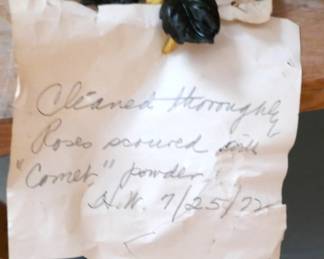 Cleaned thoroughly
Roses scoured with
"Comet" powder.
H.W. 7/25/72